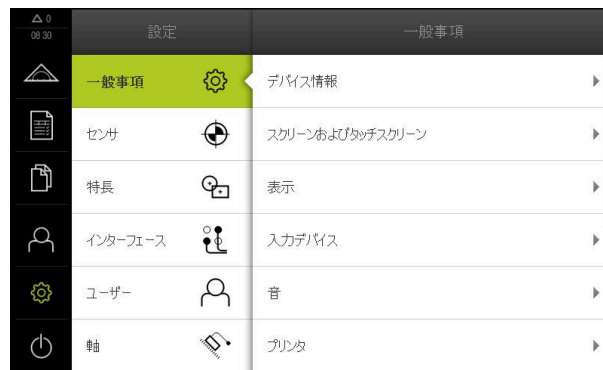 △ 0
08 30
設定
一般事項
一般事項
センサ
特長
インターフェース
ユーザー
軸
デバイス情報
スクリーンおよびタッチスクリーン
表示
入力デバイス
音
プリンタ